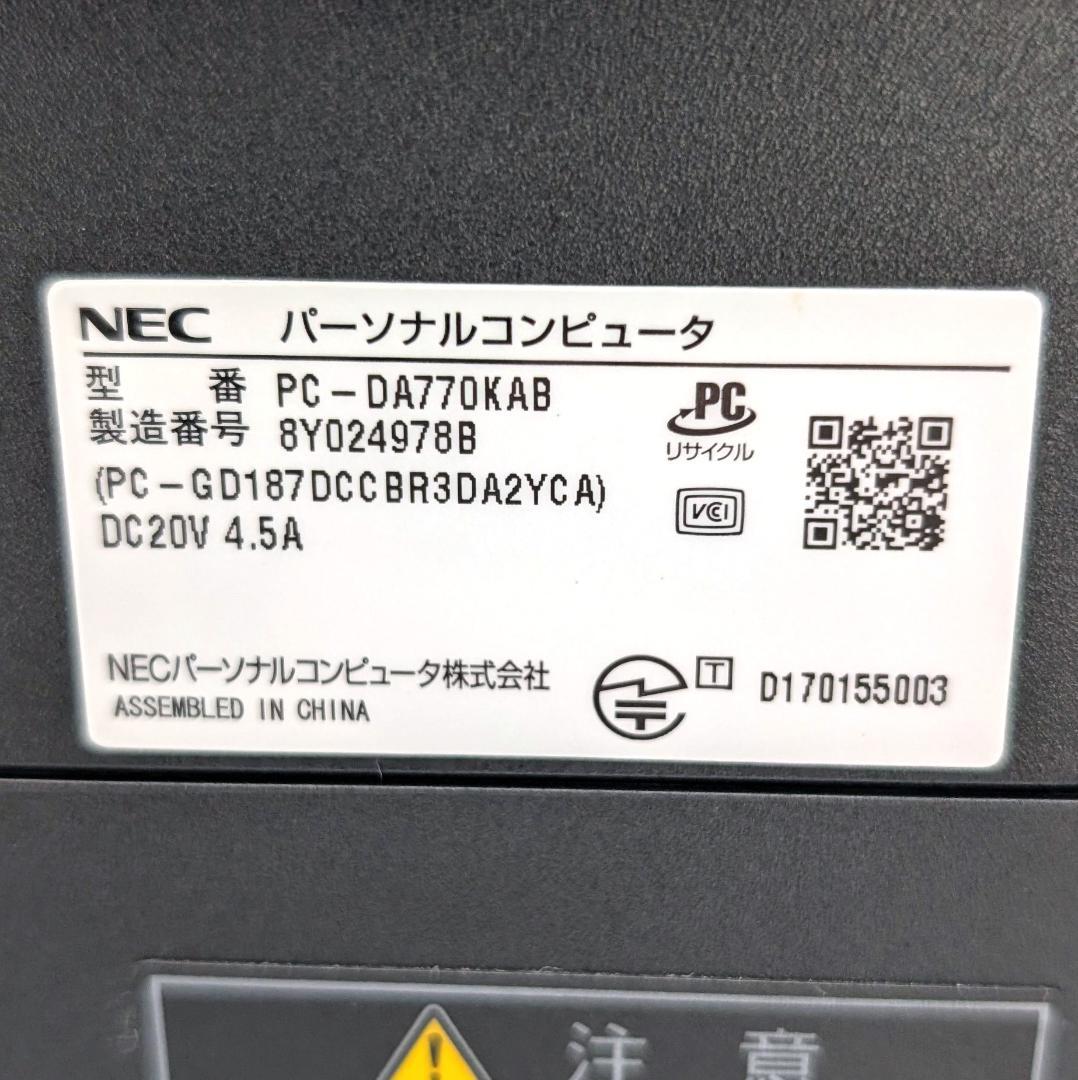 NEC パーソナルコンピュータ
型 番 PC-DA770KAB
製造番号 8Y024978B
(PC-GD187DCCBR3DA2YCA)
DC20V 4.5A
PC
リサイクル
VCI
NECパーソナルコンピュータ株式会社
ASSEMBLED IN CHINA
T D170155003
注 意